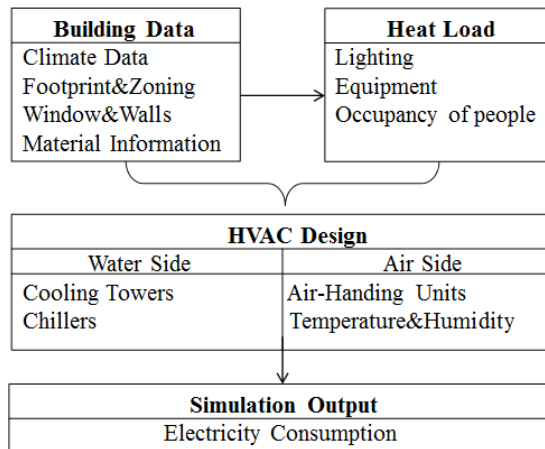 Building Data
Climate Data
Footprint&Zoning
Window&Walls
Material Information
Heat Load
Lighting
Equipment
Occupancy of people
HVAC Design
Water Side
Cooling Towers
Chillers
Air Side
Air-Handing Units
Temperature&Humidity
Simulation Output
Electricity Consumption